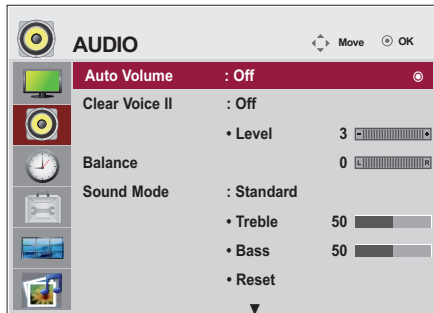 AUDIO Move OK
Auto Volume : Off
Clear Voice II : Off
• Level 3 - +
Balance 0 L R
Sound Mode : Standard
• Treble 50
• Bass 50
• Reset
▼